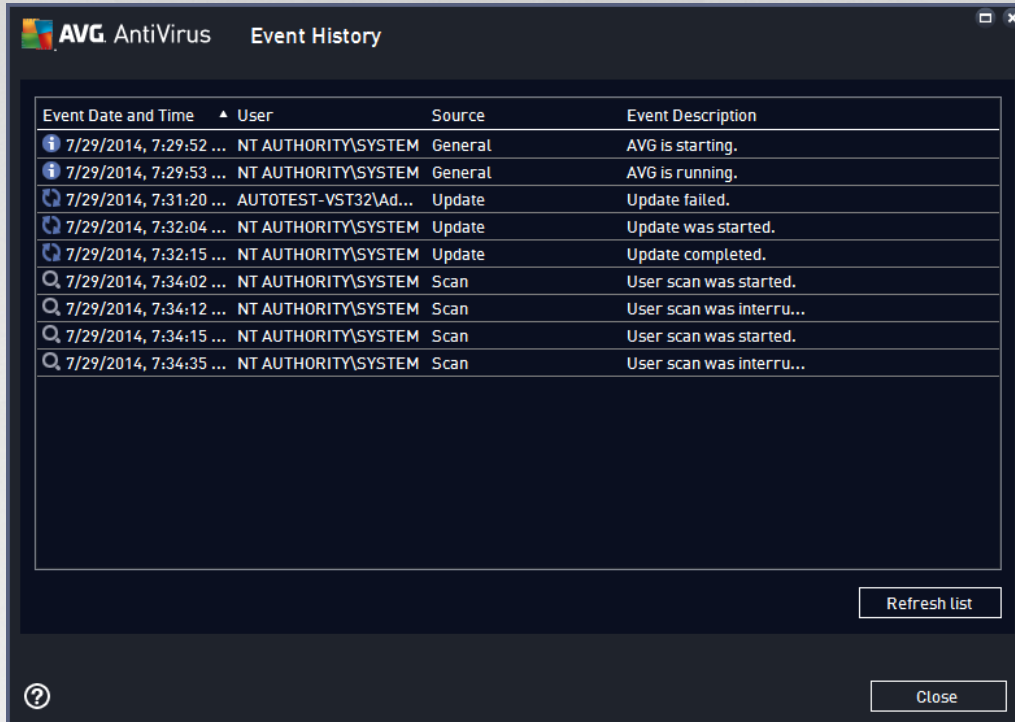 AVG. AntiVirus Event History
Event Date and Time User Source Event Description
7/29/2014, 7:29:52 ... NT AUTHORITY\SYSTEM General AVG is starting.
7/29/2014, 7:29:53 ... NT AUTHORITY\SYSTEM General AVG is running.
7/29/2014, 7:31:20 ... AUTOTEST-VST32\Ad... Update Update failed.
7/29/2014, 7:32:04 ... NT AUTHORITY\SYSTEM Update Update was started.
7/29/2014, 7:32:15 ... NT AUTHORITY\SYSTEM Update Update completed.
7/29/2014, 7:34:02 ... NT AUTHORITY\SYSTEM Scan User scan was started.
7/29/2014, 7:34:12 ... NT AUTHORITY\SYSTEM Scan User scan was interru...
7/29/2014, 7:34:15 ... NT AUTHORITY\SYSTEM Scan User scan was started.
7/29/2014, 7:34:35 ... NT AUTHORITY\SYSTEM Scan User scan was interru...
Refresh list
Close